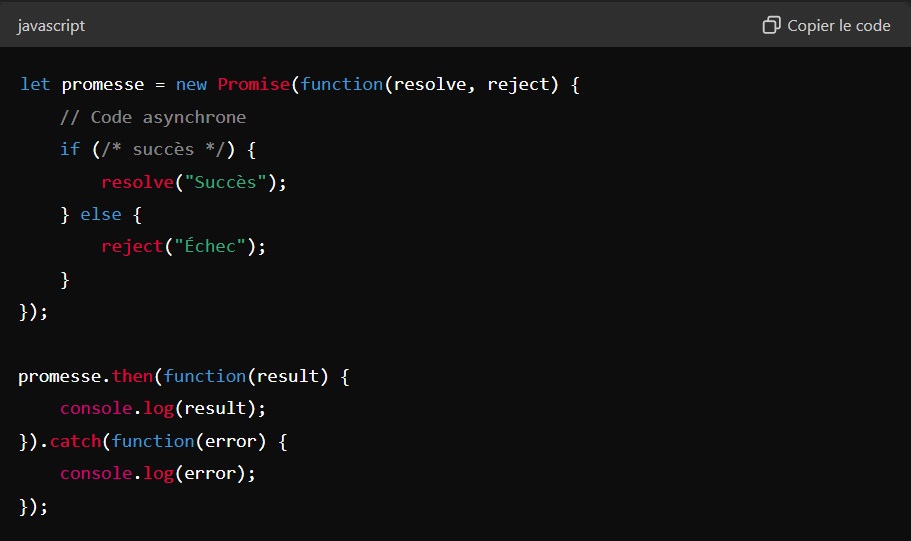 javascript
Copier le code
let promesse = new Promise(function(resolve, reject) {
    // Code asynchrone
    if (/* succès */) {
        resolve("Succès");
    } else {
        reject("Échec");
    }
});

promesse.then(function(result) {
    console.log(result);
}).catch(function(error) {
    console.log(error);
});